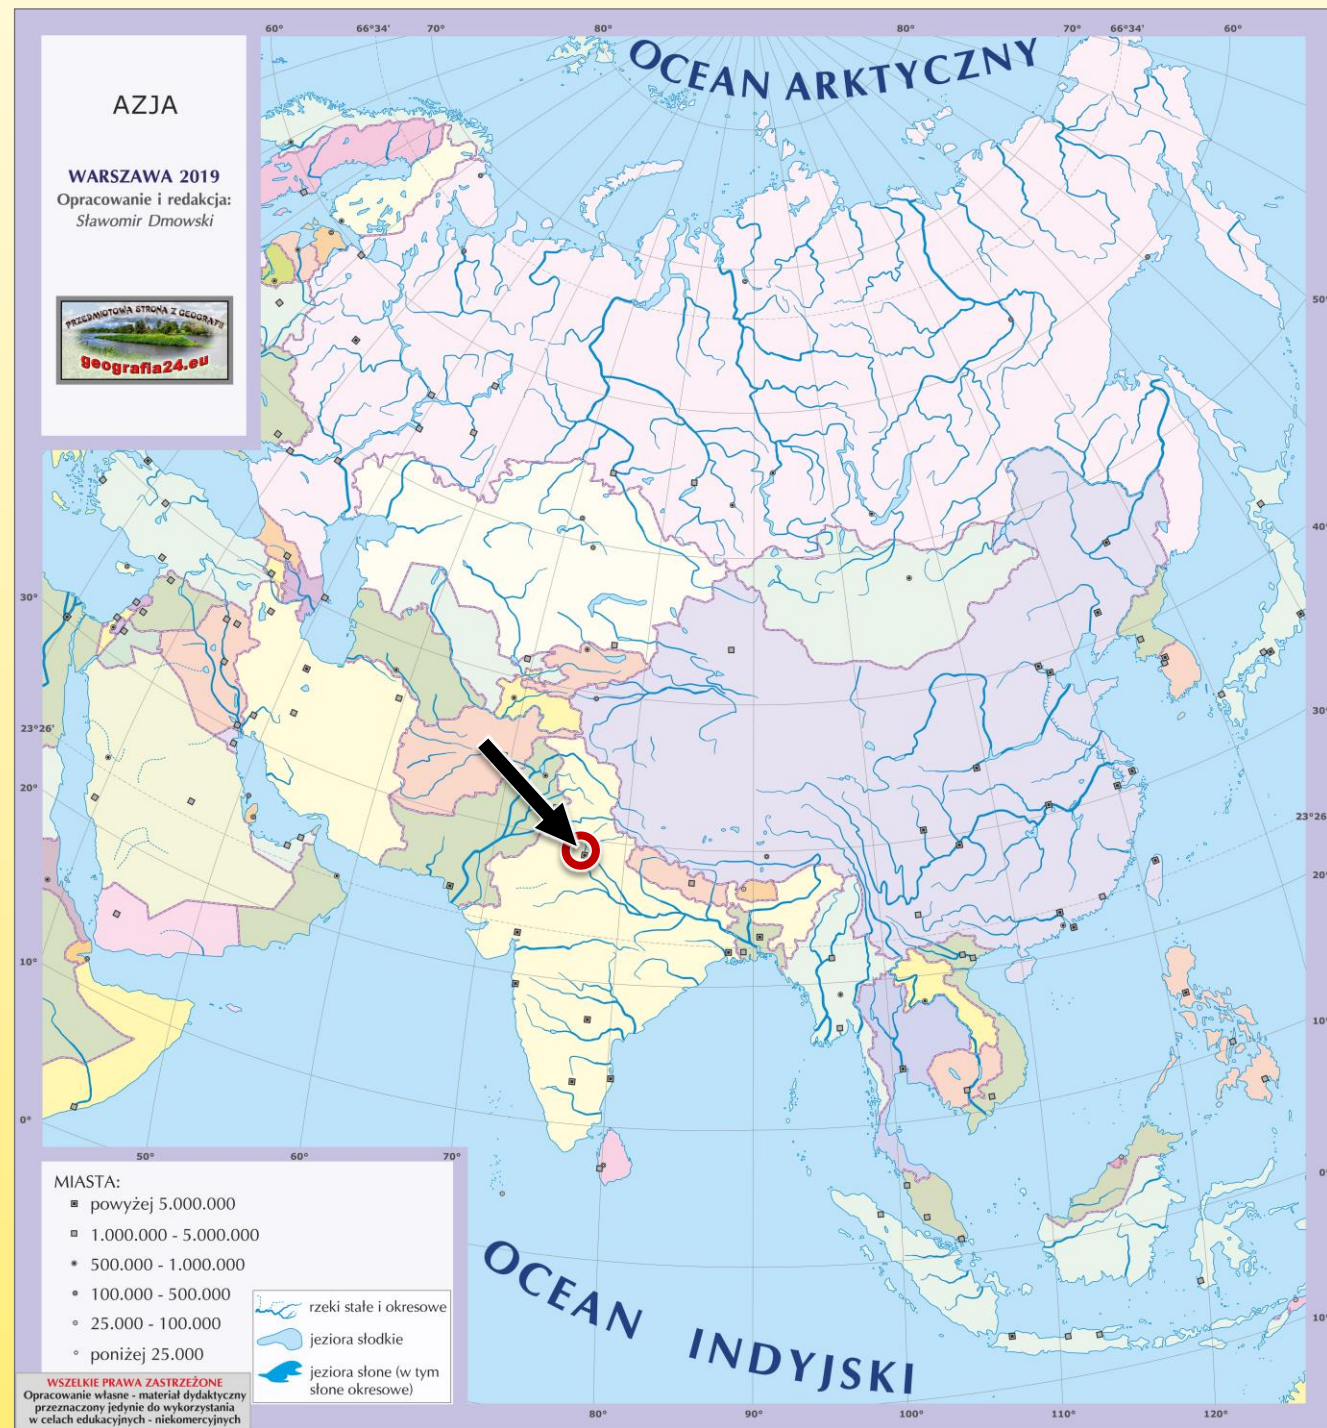 60°
66°34'
70°
80°
80°
70°
66°34'
60°
OCEAN ARKTYCZNY
AZJA
WARSZAWA 2019
Opracowanie i redakcja:
Sławomir Dmowski
PRZEDMIOTOWA STRONA Z GEOGRAFII
geografia24.eu
50°
40°
30°
30°
23°26'
20°
23°26'
20°
10°
10°
0°
0°
10°
50°
60°
70°
MIASTA:
powyżej 5.000.000
1.000.000 - 5.000.000
500.000 - 1.000.000
100.000 - 500.000
25.000 - 100.000
poniżej 25.000
rzeki stałe i okresowe
jeziora słodkie
jeziora słone (w tym
słone okresowe)
OCEAN INDYJSKI
WSZELKIE PRAWA ZASTRZEŻONE
Opracowanie własne - materiał dydaktyczny
przeznaczony jedynie do wykorzystania
w celach edukacyjnych - niekomercyjnych
80°
90°
100°
110°
120°